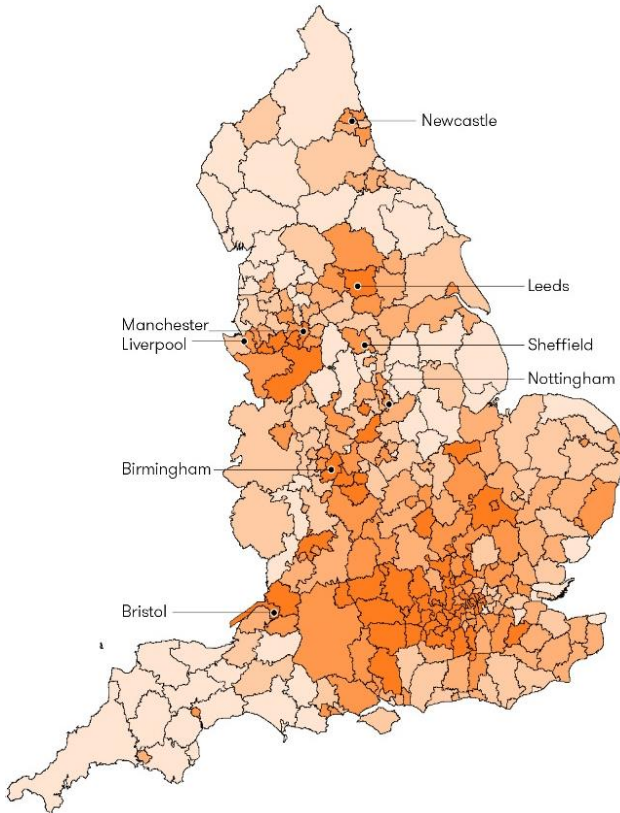 Newcastle
Leeds
Manchester
Liverpool
Sheffield
Nottingham
Birmingham
Bristol